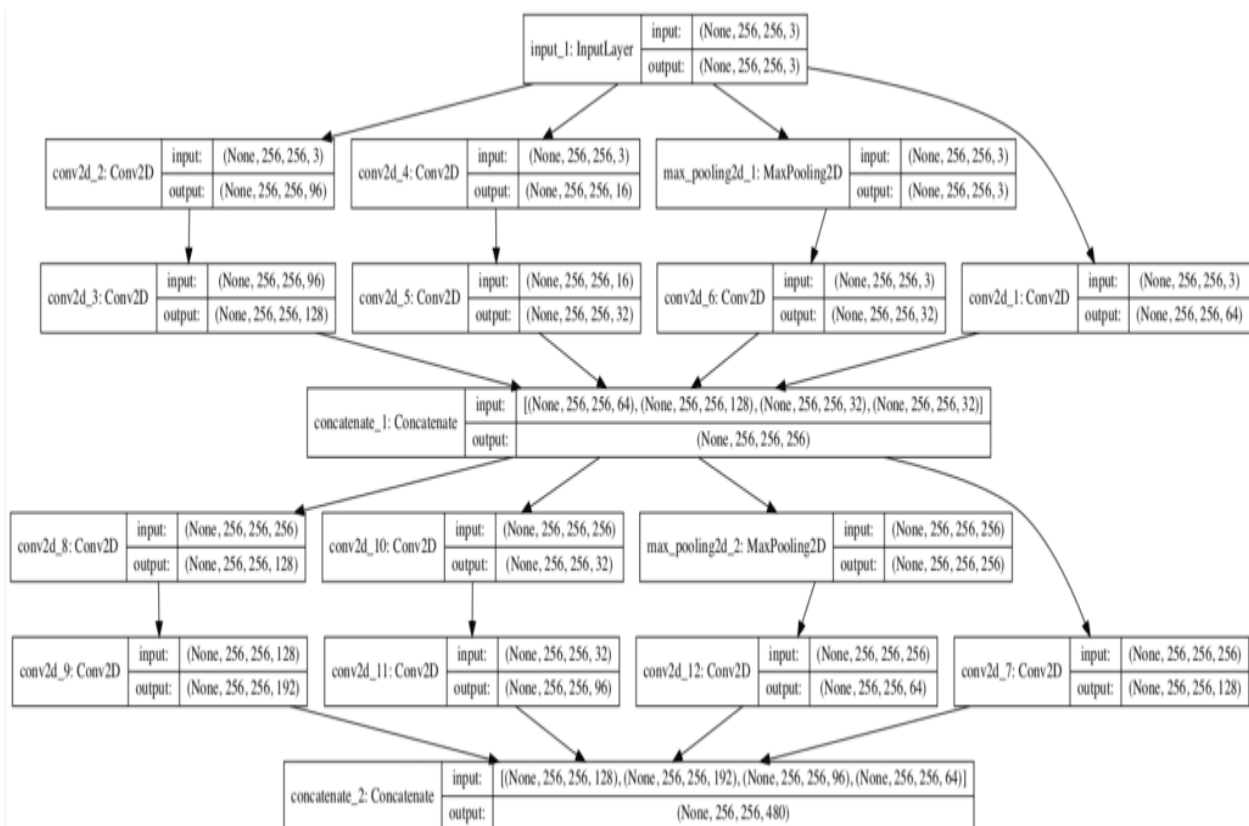 input_1: InputLayer
input: (None, 256, 256, 3)
output: (None, 256, 256, 3)
conv2d_2: Conv2D
input: (None, 256, 256, 3)
output: (None, 256, 256, 96)
conv2d_4: Conv2D
input: (None, 256, 256, 3)
output: (None, 256, 256, 16)
max_pooling2d_1: MaxPooling2D
input: (None, 256, 256, 3)
output: (None, 256, 256, 3)
conv2d_3: Conv2D
input: (None, 256, 256, 96)
output: (None, 256, 256, 128)
conv2d_5: Conv2D
input: (None, 256, 256, 16)
output: (None, 256, 256, 32)
conv2d_6: Conv2D
input: (None, 256, 256, 3)
output: (None, 256, 256, 32)
conv2d_1: Conv2D
input: (None, 256, 256, 3)
output: (None, 256, 256, 64)
concatenate_1: Concatenate
input: [(None, 256, 256, 64), (None, 256, 256, 128), (None, 256, 256, 32), (None, 256, 256, 32)]
output: (None, 256, 256, 256)
conv2d_8: Conv2D
input: (None, 256, 256, 256)
output: (None, 256, 256, 128)
conv2d_10: Conv2D
input: (None, 256, 256, 256)
output: (None, 256, 256, 32)
max_pooling2d_2: MaxPooling2D
input: (None, 256, 256, 256)
output: (None, 256, 256, 256)
conv2d_9: Conv2D
input: (None, 256, 256, 128)
output: (None, 256, 256, 192)
conv2d_11: Conv2D
input: (None, 256, 256, 32)
output: (None, 256, 256, 96)
conv2d_12: Conv2D
input: (None, 256, 256, 256)
output: (None, 256, 256, 64)
conv2d_7: Conv2D
input: (None, 256, 256, 256)
output: (None, 256, 256, 128)
concatenate_2: Concatenate
input: [(None, 256, 256, 128), (None, 256, 256, 192), (None, 256, 256, 96), (None, 256, 256, 64)]
output: (None, 256, 256, 480)